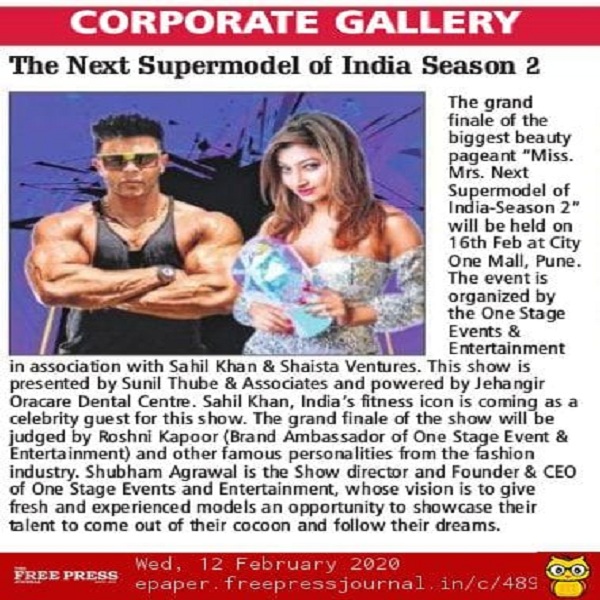 CORPORATE GALLERY
The Next Supermodel of India Season 2
The grand
finale of the
biggest beauty
pageant "Miss.
Mrs. Next
Supermodel of
India-Season 2"
will be held on
16th Feb at City
One Mall, Pune.
The event is
organized by
the One Stage
Events &
Entertainment
in association with Sahil Khan & Shaista Ventures. This show is
presented by Sunil Thube & Associates and powered by Jehangir
Oracare Dental Centre. Sahil Khan, India's fitness icon is coming as a
celebrity guest for this show. The grand finale of the show will be
judged by Roshni Kapoor (Brand Ambassador of One Stage Event &
Entertainment) and other famous personalities from the fashion
industry. Shubham Agrawal is the Show director and Founder & CEO
of One Stage Events and Entertainment, whose vision is to give
fresh and experienced models an opportunity to showcase their
talent to come out of their cocoon and follow their dreams.
THE FREE PRESS
Wed, 12 February 2020
epaper.freepressjournal.in/c/489